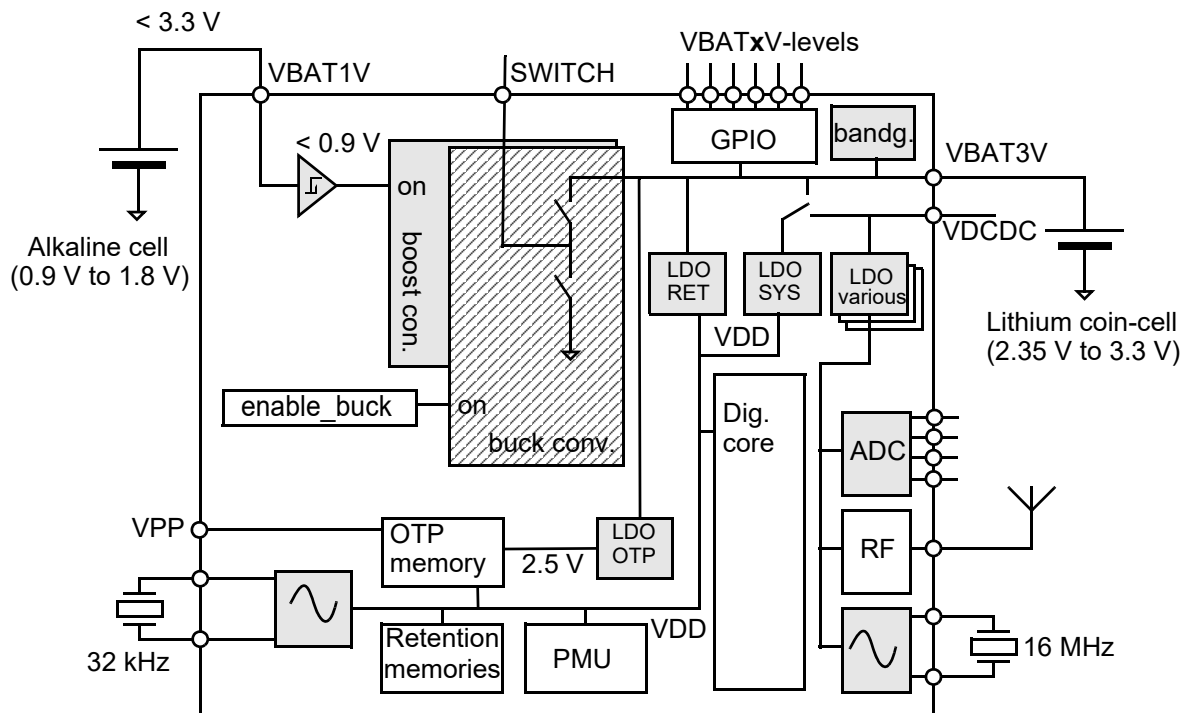 < 3.3 V
VBAT1V
SWITCH
VBATxV-levels
GPIO
bandg.
VBAT3V
< 0.9 V
on
boost con.
VDCDC
Alkaline cell
(0.9 V to 1.8 V)
LDO
RET
LDO
SYS
LDO
various
Lithium coin-cell
(2.35 V to 3.3 V)
VDD
enable_buck
on
buck conv.
Dig.
core
ADC
VPP
OTP
memory
2.5 V
LDO
OTP
RF
32 kHz
Retention
memories
PMU
VDD
16 MHz